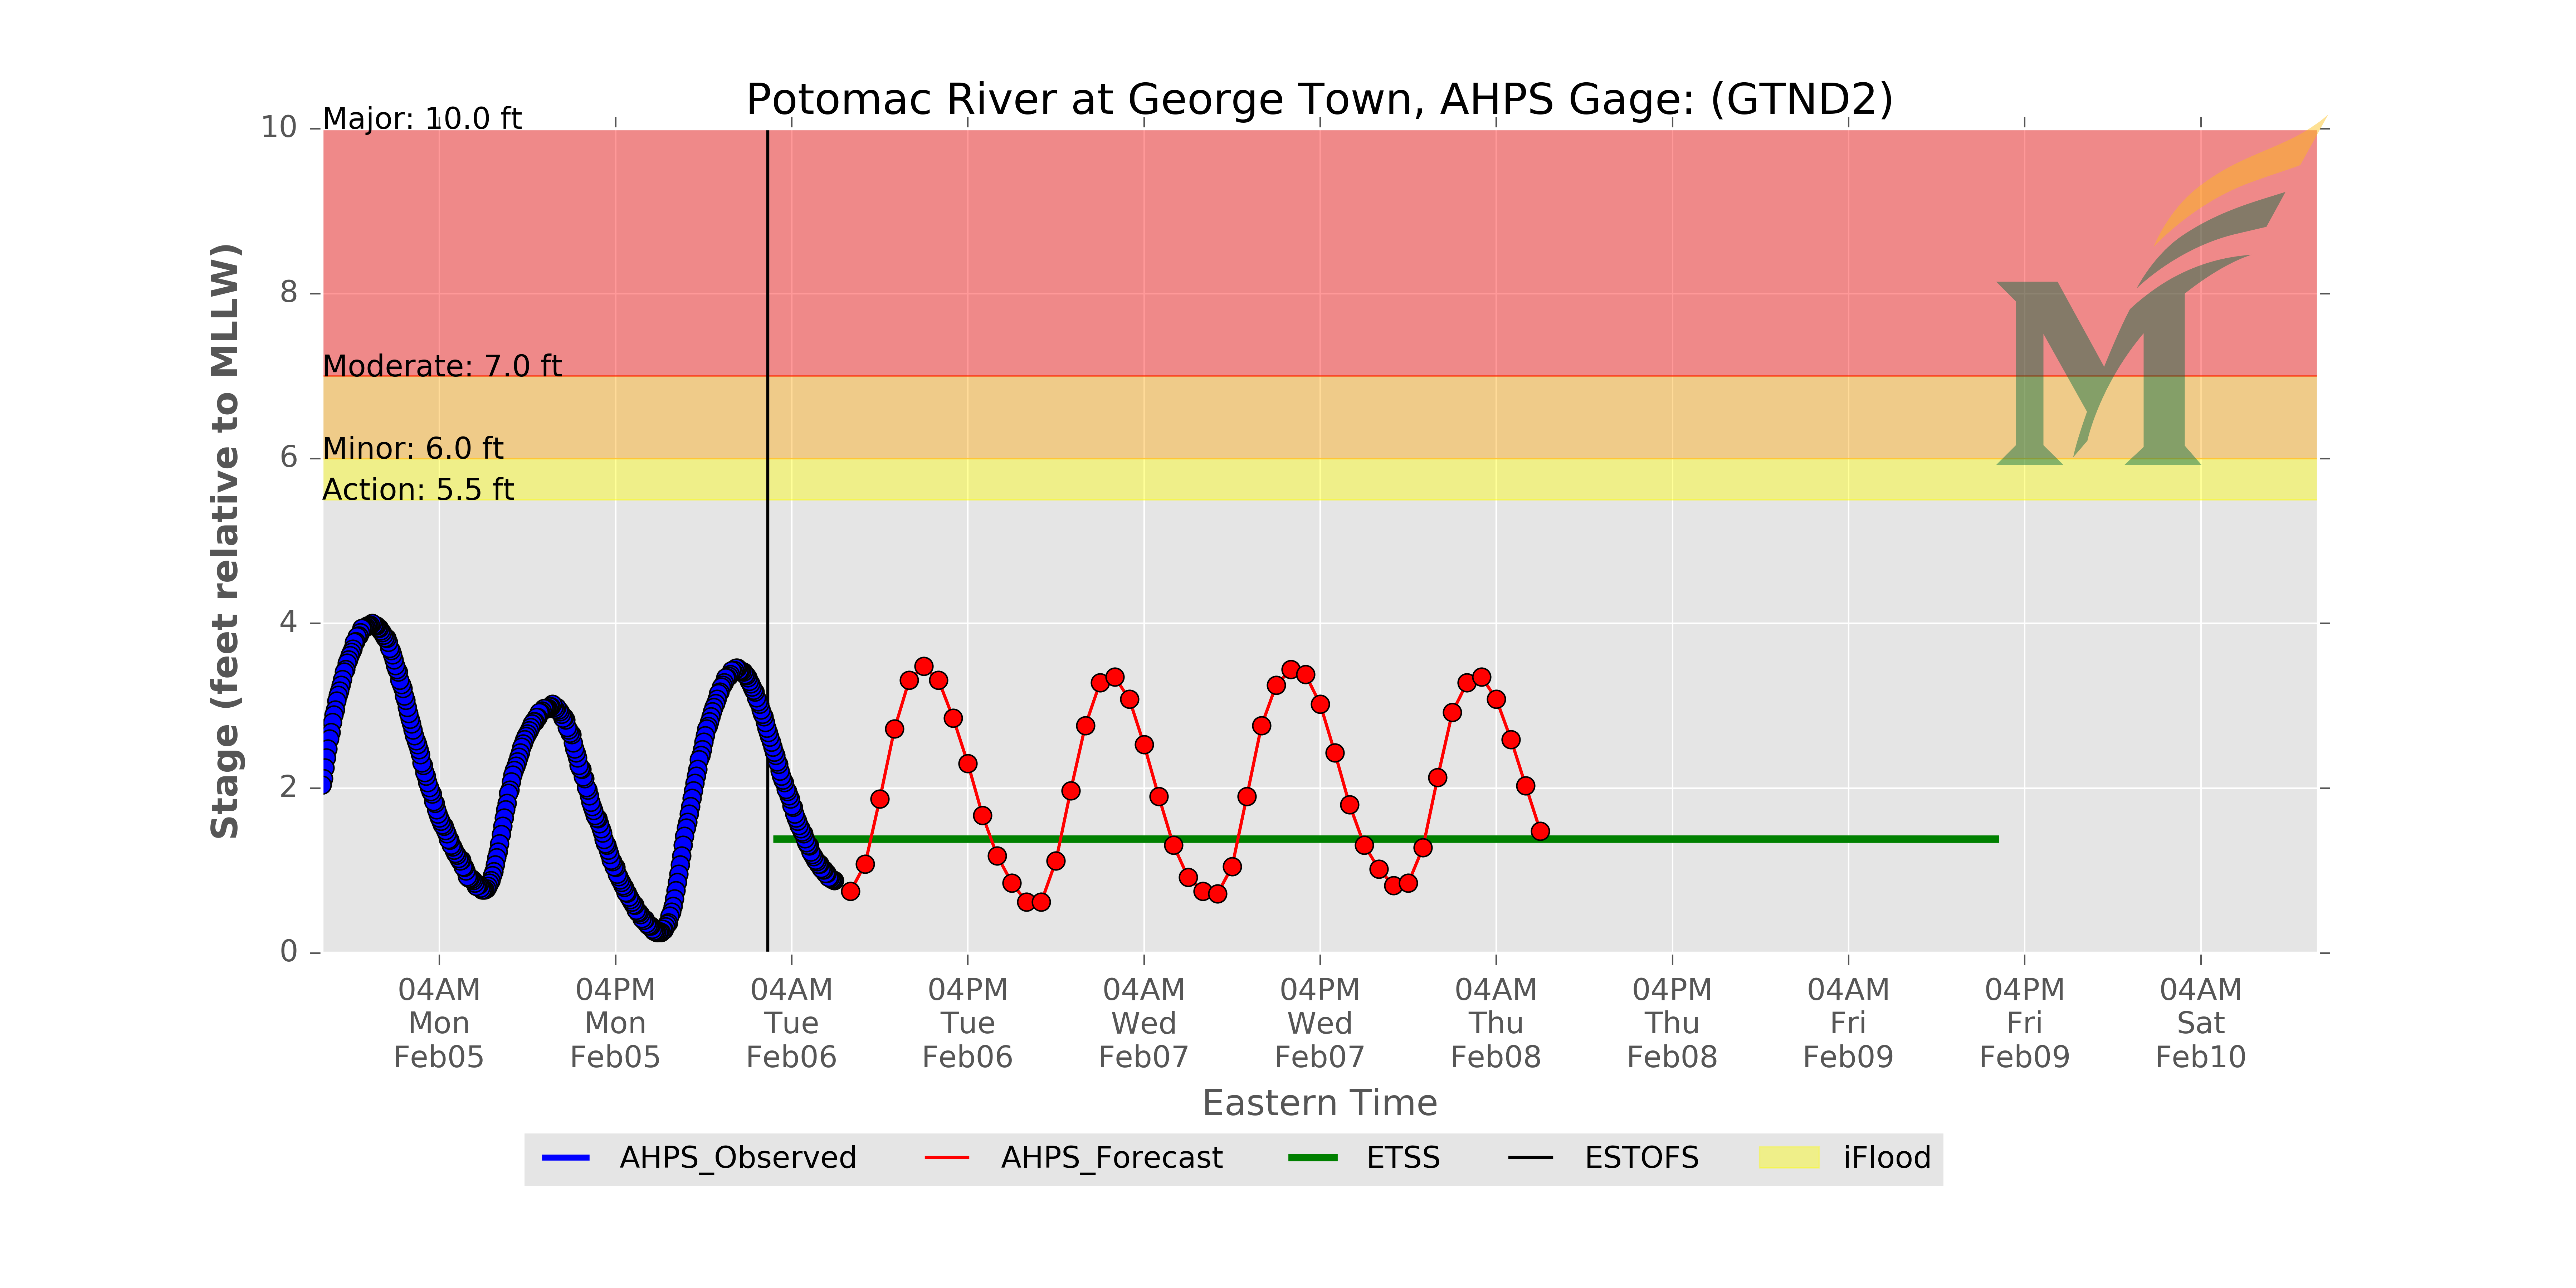 Potomac River at George Town, AHPS Gage: (GTND2)
Major: 10.0 ft
Moderate: 7.0 ft
Minor: 6.0 ft
Action: 5.5 ft
Stage (feet relative to MLLW)
10
8
6
4
2
0
04AM Mon Feb05
04PM Mon Feb05
04AM Tue Feb06
04PM Tue Feb06
04AM Wed Feb07
04PM Wed Feb07
04AM Thu Feb08
04PM Thu Feb08
04AM Fri Feb09
04PM Fri Feb09
04AM Sat Feb10
Eastern Time
AHPS_Observed AHPS_Forecast ETSS ESTOFS iFlood
M